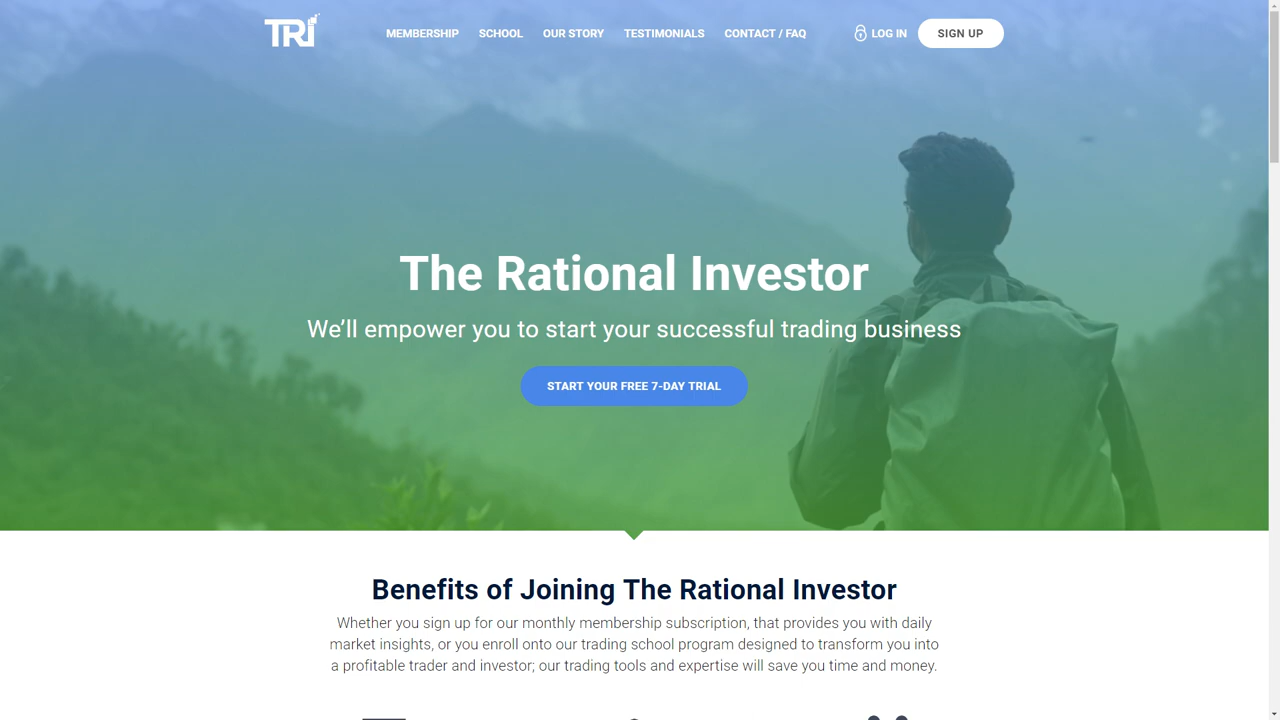 TRi
MEMBERSHIP SCHOOL OUR STORY TESTIMONIALS CONTACT / FAQ LOG IN SIGN UP
The Rational Investor
We’ll empower you to start your successful trading business
START YOUR FREE 7-DAY TRIAL
Benefits of Joining The Rational Investor
Whether you sign up for our monthly membership subscription, that provides you with daily
market insights, or you enroll onto our trading school program designed to transform you into
a profitable trader and investor; our trading tools and expertise will save you time and money.